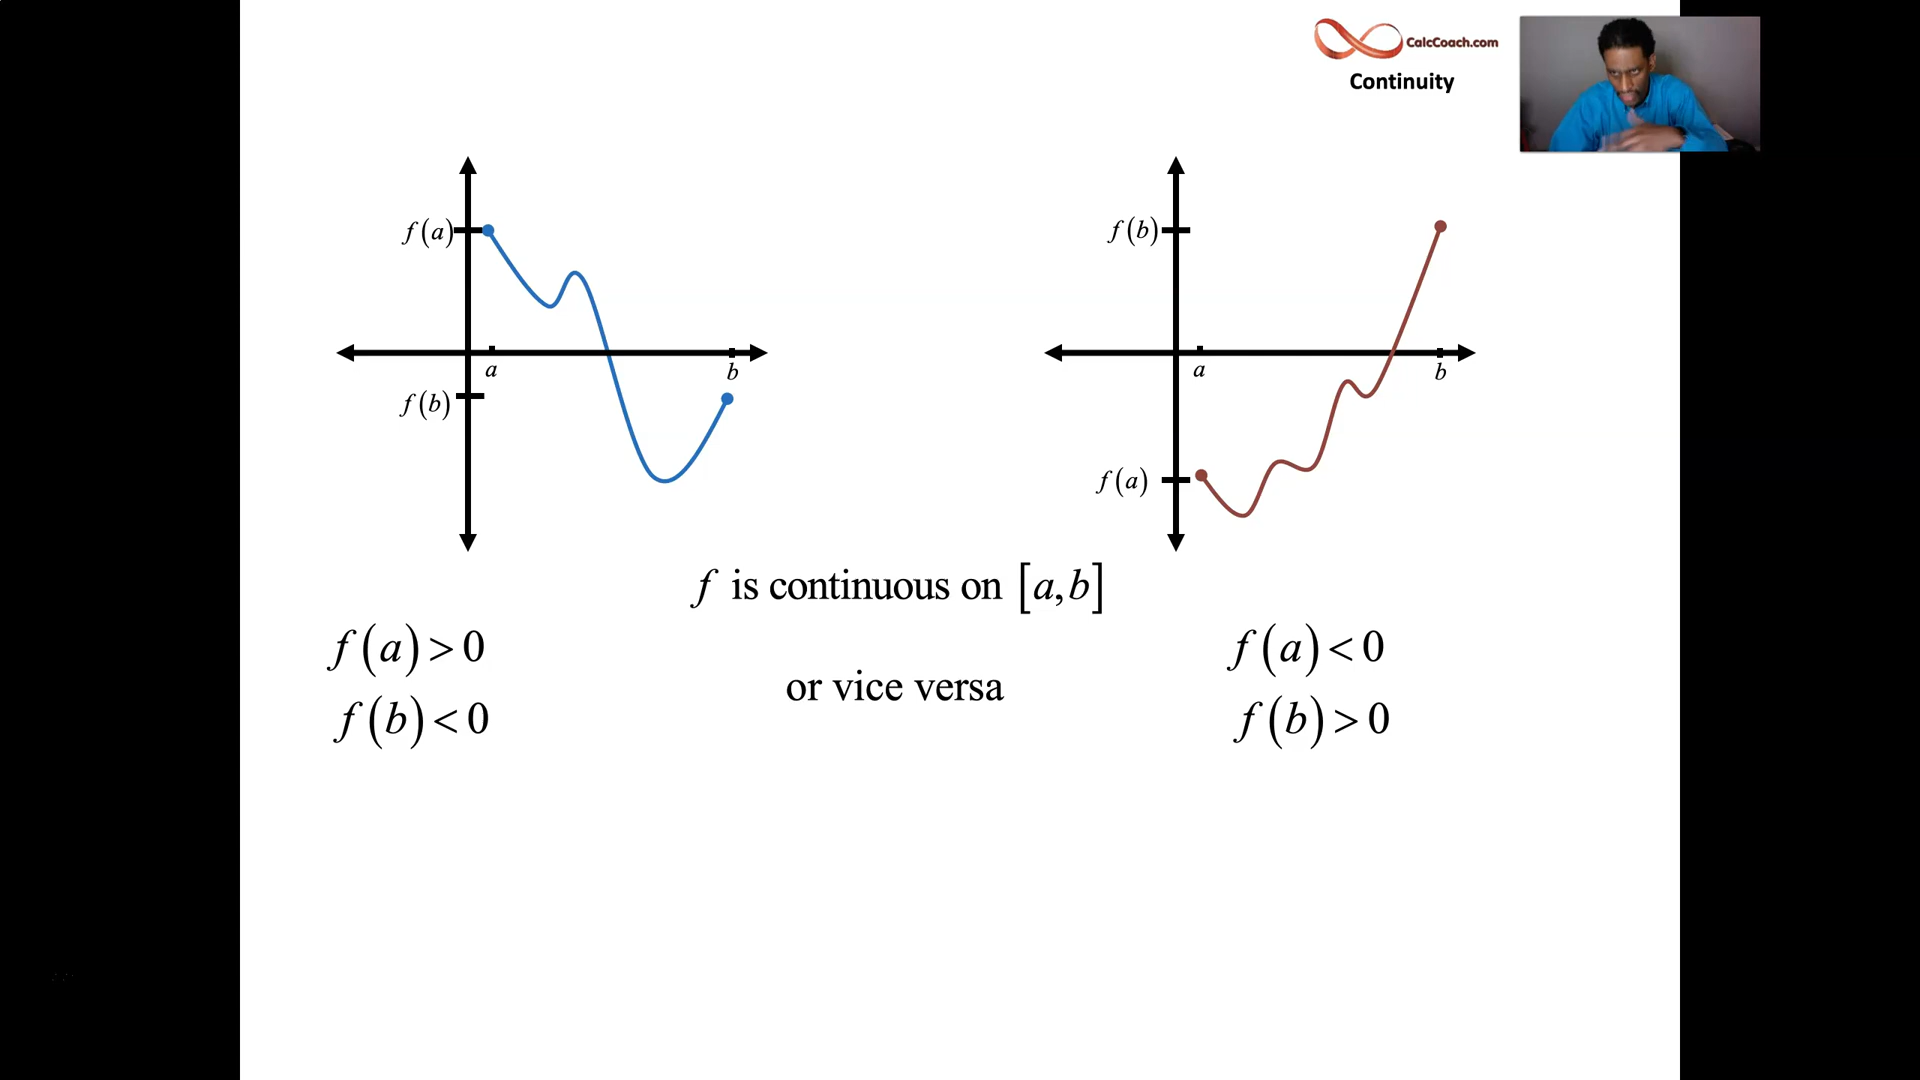 CalcCoach.com
Continuity
f(a)
f(b)
a
b
f(b)
f(a)
a
b
f is continuous on [a,b]
f(a)>0
f(b)<0
or vice versa
f(a)<0
f(b)>0